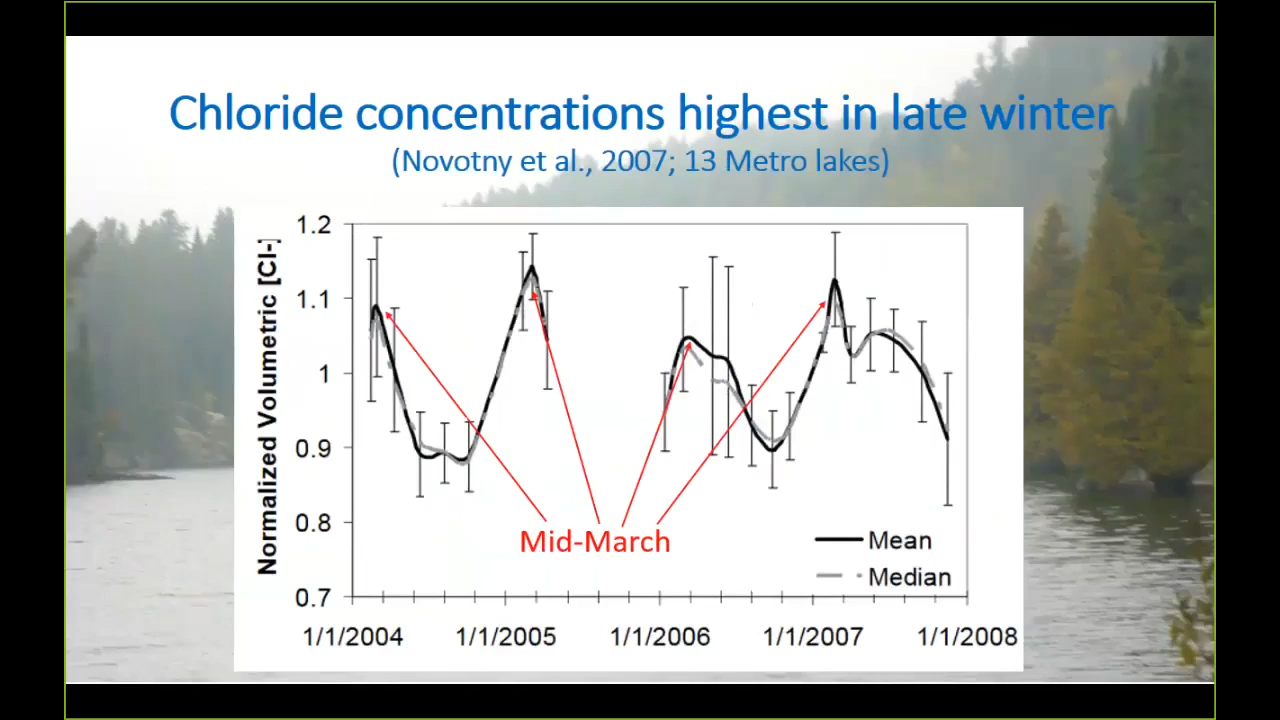 Chloride concentrations highest in late winter
(Novotny et al., 2007; 13 Metro lakes)
Normalized Volumetric [Cl-]
1.2
1.1
1
0.9
0.8
0.7
Mid-March
Mean
Median
1/1/2004 1/1/2005 1/1/2006 1/1/2007 1/1/2008